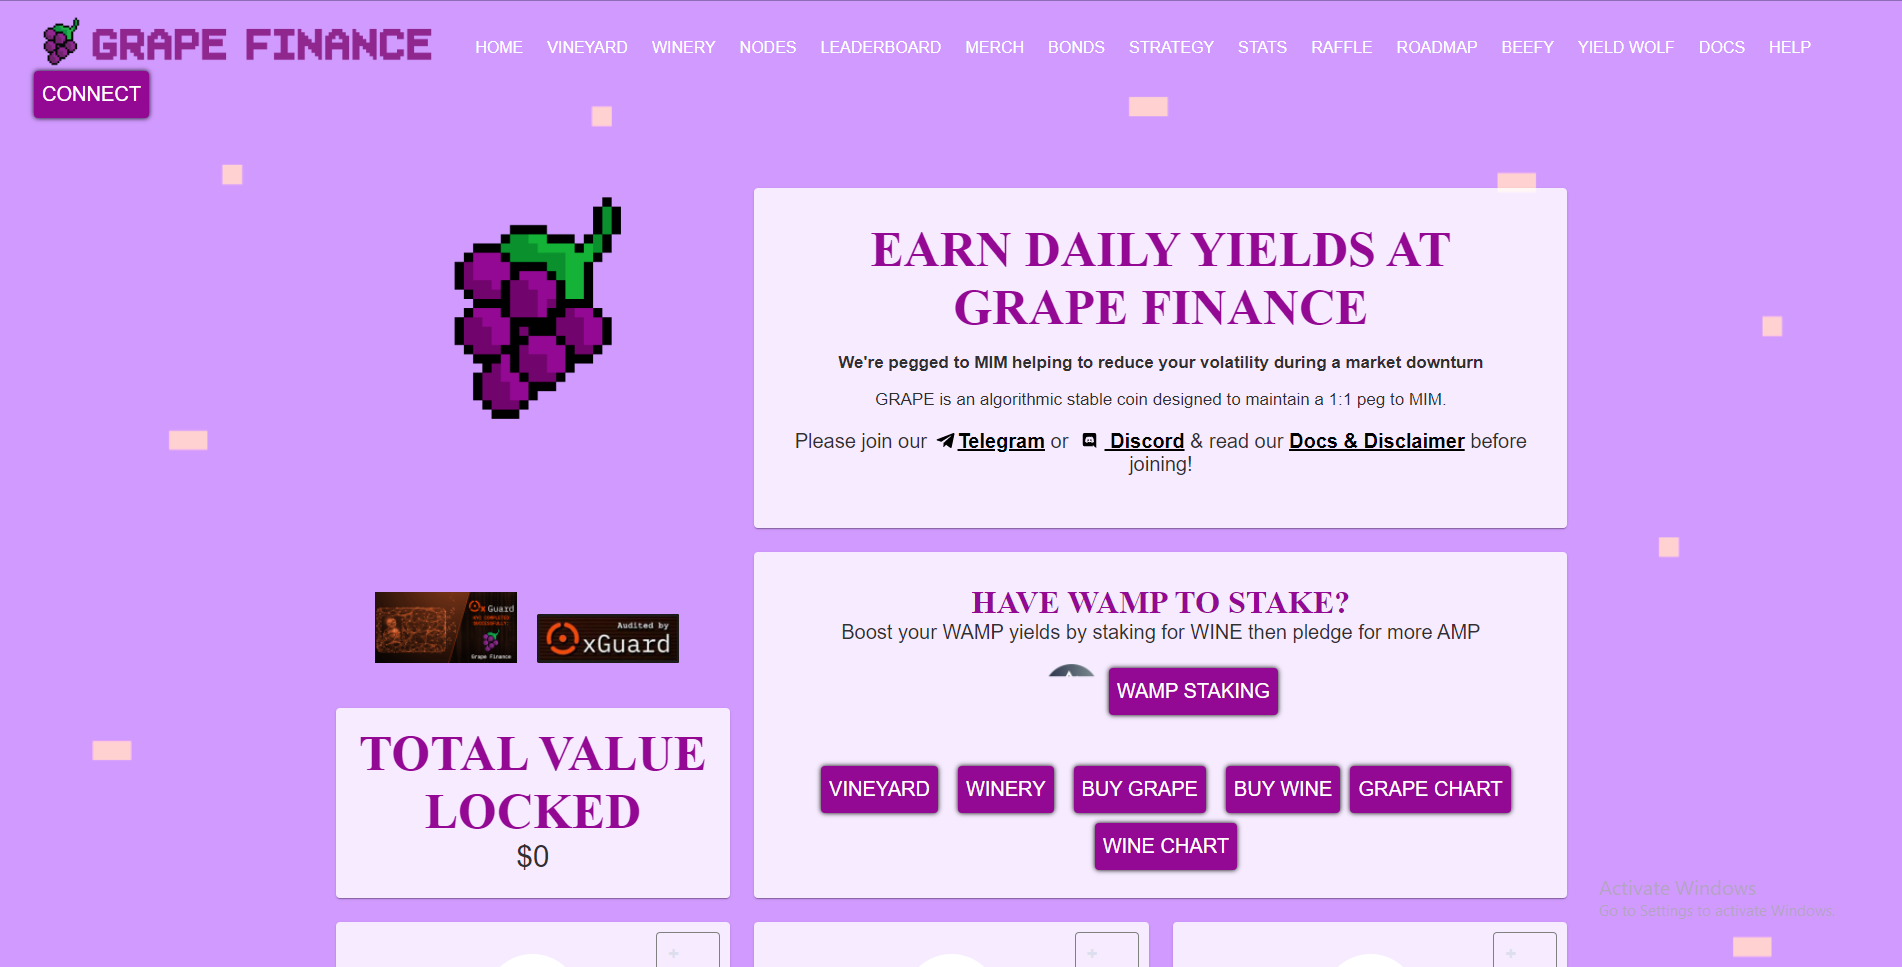 GRAPE FINANCE
HOME VINEYARD WINERY NODES LEADERBOARD MERCH BONDS STRATEGY STATS RAFFLE ROADMAP BEEFY YIELD WOLF DOCS HELP
CONNECT
EARN DAILY YIELDS AT
GRAPE FINANCE
We're pegged to MIM helping to reduce your volatility during a market downturn
GRAPE is an algorithmic stable coin designed to maintain a 1:1 peg to MIM.
Please join our Telegram or Discord & read our Docs & Disclaimer before
joining!
0xGuard
KYC COMPLETED
SUCCESSFULLY
Grape Finance
Audited by
0xGuard
TOTAL VALUE
LOCKED
$0
HAVE WAMP TO STAKE?
Boost your WAMP yields by staking for WINE then pledge for more AMP
WAMP STAKING
VINEYARD WINERY BUY GRAPE BUY WINE GRAPE CHART
WINE CHART
Activate Windows
Go to Settings to activate Windows.
+ + +